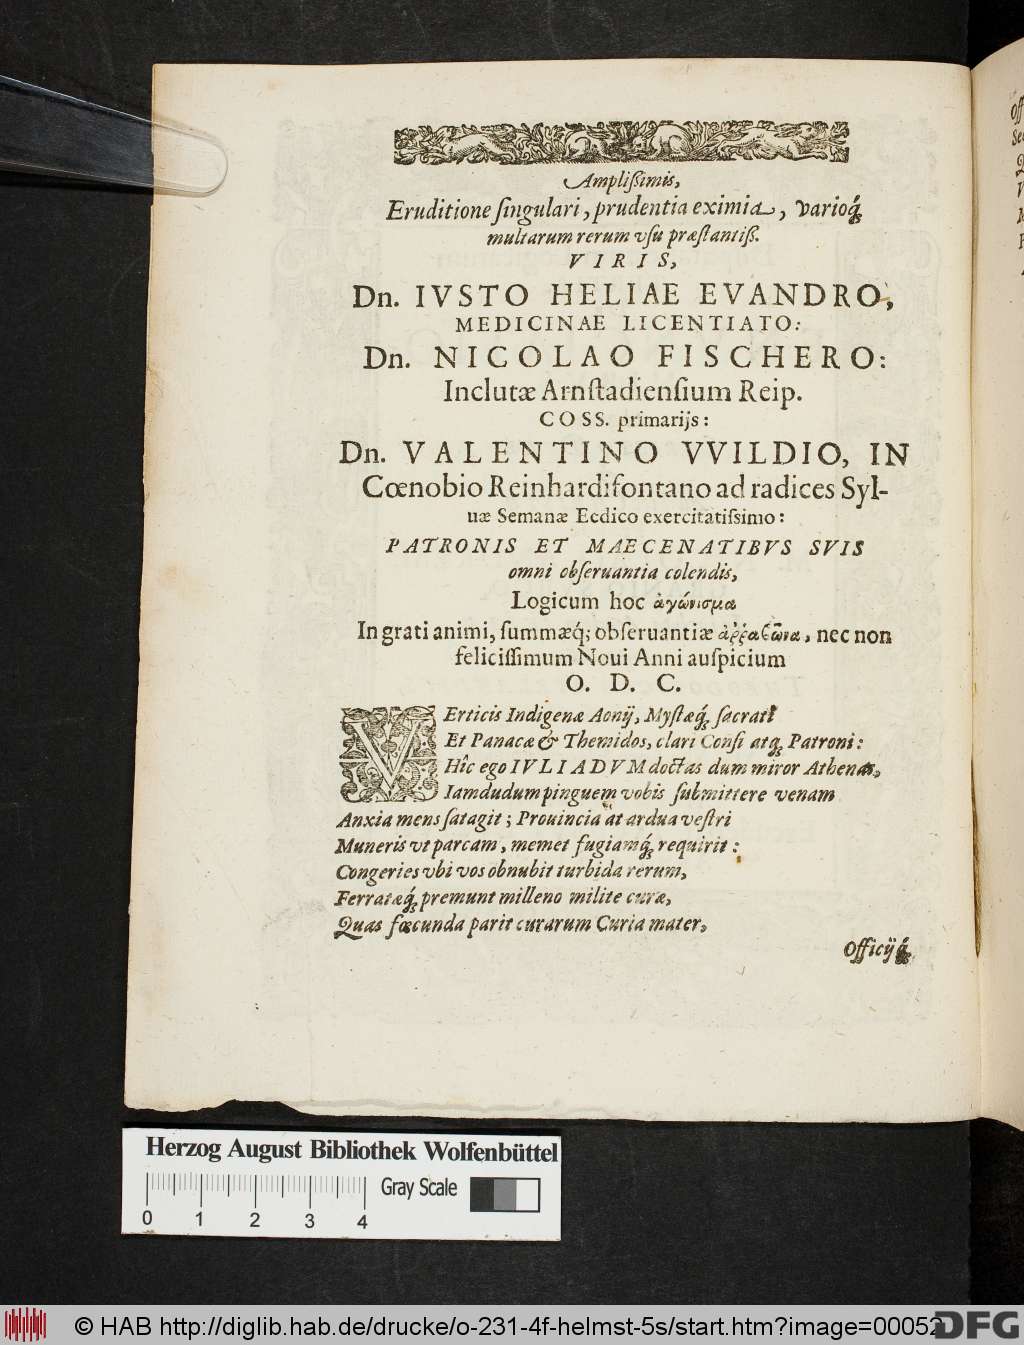 Ampliſsimis,
Eruditione ſingulari, prudentia eximia, varioq́;
multarum rerum vſu præſtantiſs.
VIRIS,
Dn. IVSTO HELIAE EVANDRO,
MEDICINAE LICENTIATO:
Dn. NICOLAO FISCHERO:
Inclutæ Arnſtadienſium Reip.
COSS. primarijs:
Dn. VALENTINO VVILDIO, IN
Cœnobio Reinhardifontano ad radices Syl-
uæ Semanæ Ecdico exercitatiſsimo:
PATRONIS ET MAECENATIBVS SVIS
omni obſeruantia colendis,
Logicum hoc ἀγώνισμα
In grati animi, ſummæq́; obſeruantiæ ἀῤῥαβῶνα, nec non
feliciſsimum Noui Anni auſpicium
O. D. C.
VErticis Indigenæ Aonij, Myſtæq́; ſacrati
Et Panacæ & Themidos, clari Conſi atq; Patroni:
Hîc ego IVLIADVM doctas dum miror Athenas,
Iamdudum pinguem vobis ſubmittere venam
Anxia mens ſatagit; Prouincia at ardua veſtri
Muneris vt parcam, memet fugiamq́; requirit:
Congeries vbi vos obnubit turbida rerum,
Ferratæq́; premunt milleno milite curæ,
Quas fœcunda parit curarum Curia mater,
Officijq́;
Herzog August Bibliothek Wolfenbüttel
Gray Scale
0 1 2 3 4
© HAB http://diglib.hab.de/drucke/o-231-4f-helmst-5s/start.htm?image=00052
DFG